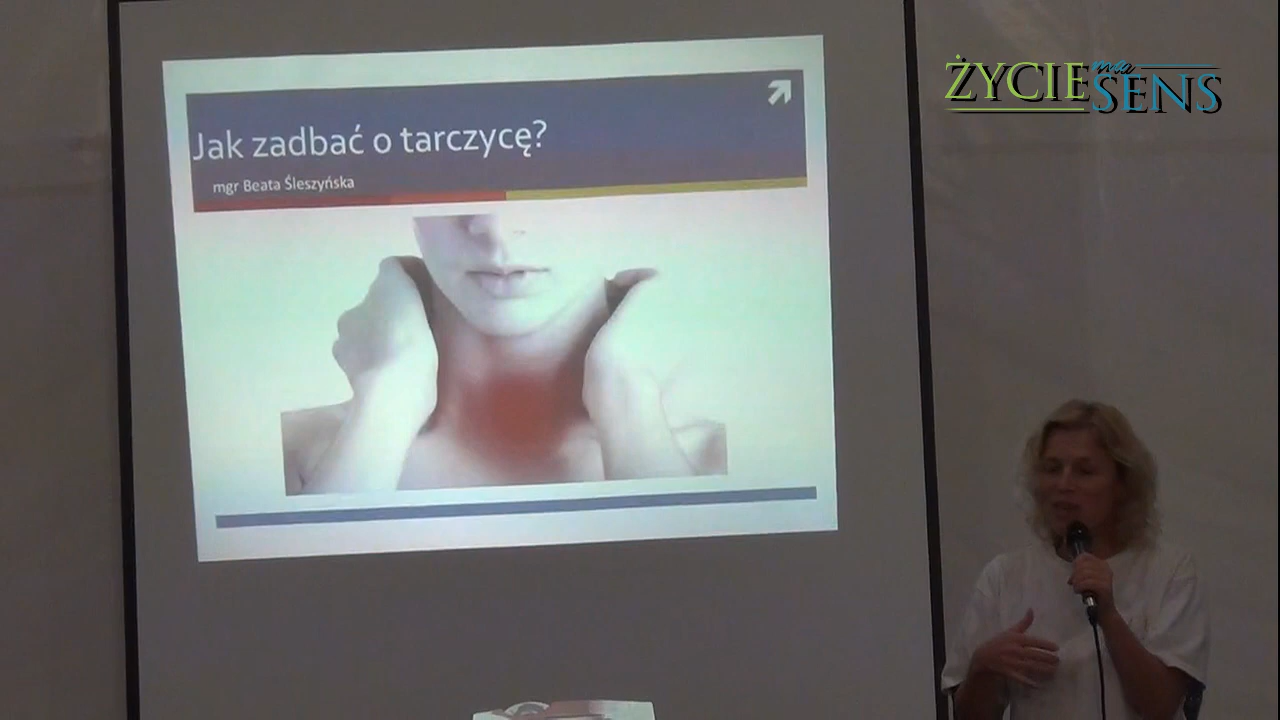 ŻYCIE ma SENS
Jak zadbać o tarczycę?
mgr Beata Śleszyńska